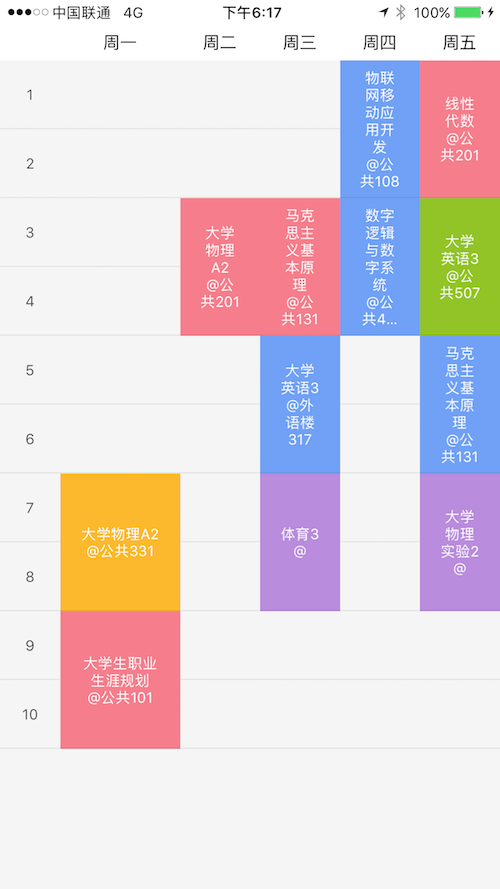 中国联通 4G 下午6:17 100%
周一 周二 周三 周四 周五
1
2
3
4
5
6
7
8
9
10
大学物理A2
@公共331
大学生职业
生涯规划
@公共101
大学
物理
A2
@公
共201
马克
思主
义基
本原
理
@公
共131
大学
英语3
@外
语楼
317
体育3
@
物联
网移
动应
用开
发
@公
共108
数字
逻辑
与数
字系
统
@公
共4...
线性
代数
@公
共201
大学
英语3
@公
共507
马克
思主
义基
本原
理
@公
共131
大学
物理
实验2
@